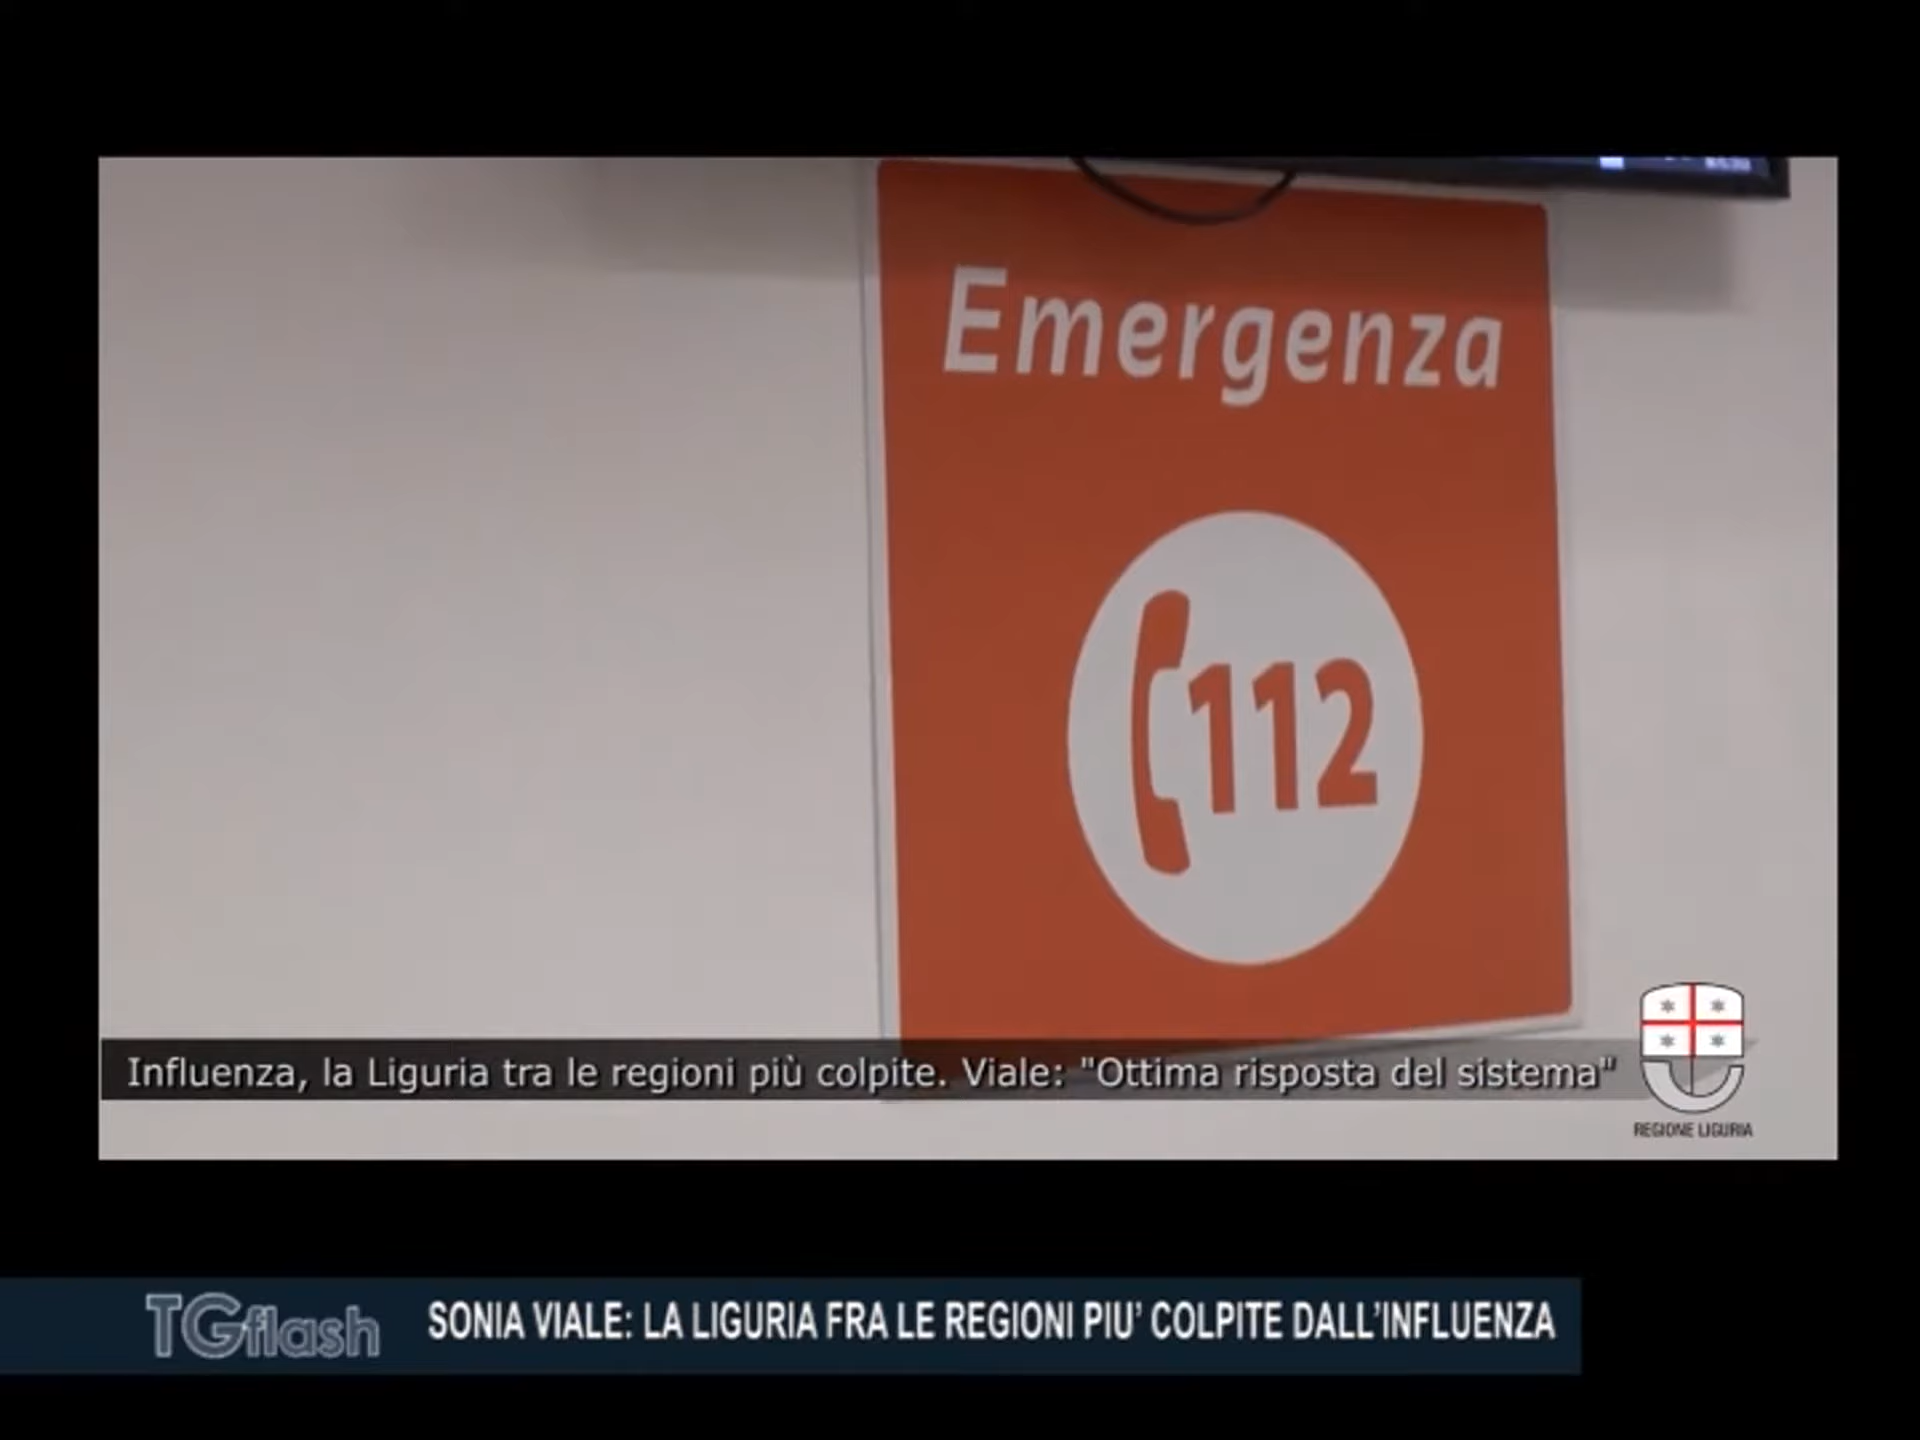 Emergenza
112
Influenza, la Liguria tra le regioni più colpite. Viale: "Ottima risposta del sistema"
REGIONE LIGURIA
TGflash
SONIA VIALE: LA LIGURIA FRA LE REGIONI PIU' COLPITE DALL'INFLUENZA